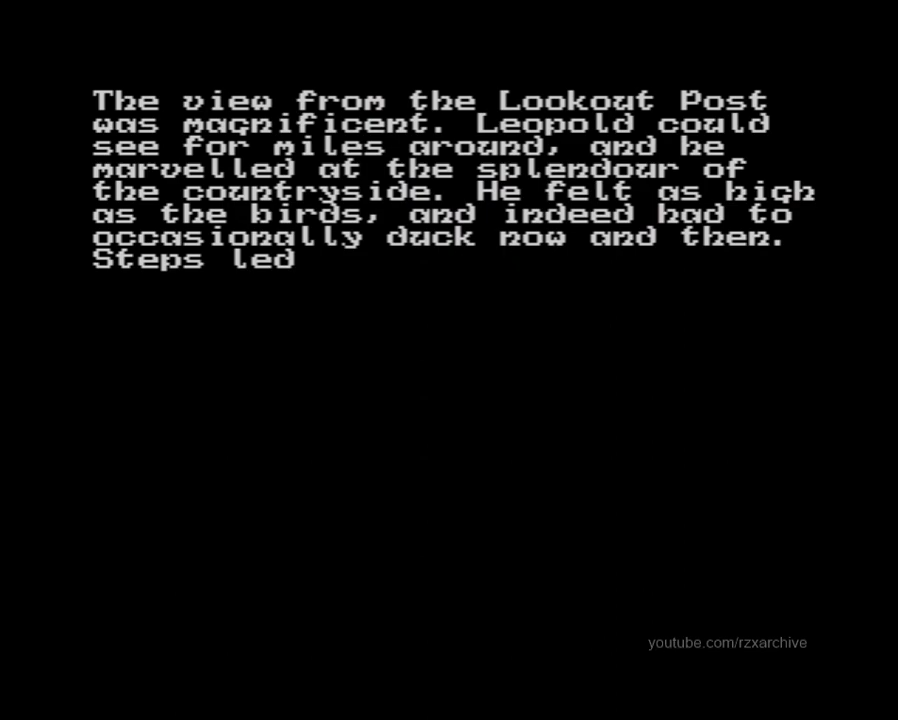 The view from the Lookout Post
was magnificent. Leopold could
see for miles around, and he
marvelled at the splendour of
the countryside. He felt as high
as the birds, and indeed had to
occasionally duck now and then.
Steps led
youtube.com/rzxarchive